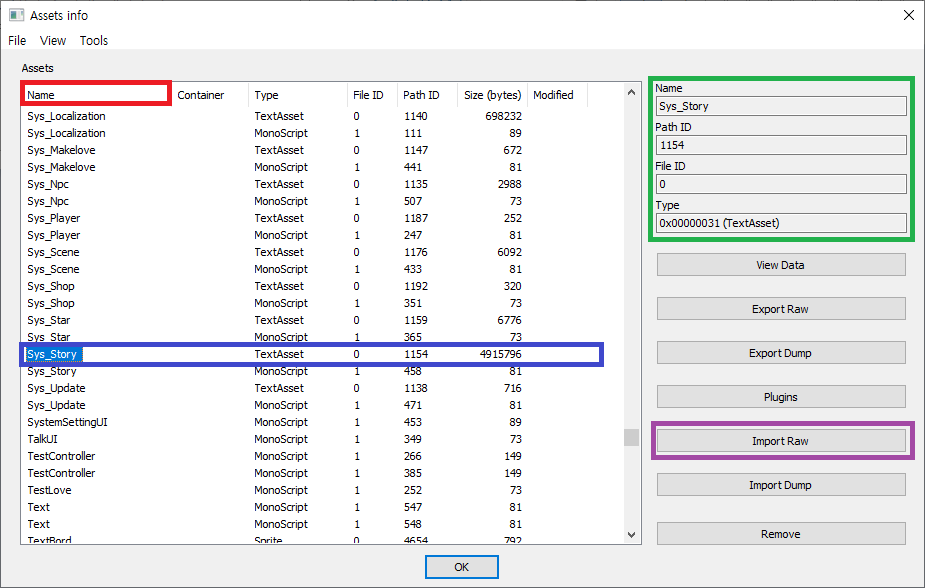 Assets info
File View Tools
Assets
Name Container Type File ID Path ID Size (bytes) Modified
Sys_Localization TextAsset 0 1140 698232
Sys_Localization MonoScript 1 111 89
Sys_Makelove TextAsset 0 1147 672
Sys_Makelove MonoScript 1 441 81
Sys_Npc TextAsset 0 1135 2988
Sys_Npc MonoScript 1 507 73
Sys_Player TextAsset 0 1187 252
Sys_Player MonoScript 1 247 81
Sys_Scene TextAsset 0 1176 6092
Sys_Scene MonoScript 1 433 81
Sys_Shop TextAsset 0 1192 320
Sys_Shop MonoScript 1 351 73
Sys_Star TextAsset 0 1159 6776
Sys_Star MonoScript 1 365 73
Sys_Story TextAsset 0 1154 4915796
Sys_Story MonoScript 1 458 81
Sys_Update TextAsset 0 1138 716
Sys_Update MonoScript 1 471 81
SystemSettingUI MonoScript 1 453 89
TalkUI MonoScript 1 349 73
TestController MonoScript 1 266 149
TestController MonoScript 1 385 149
TestLove MonoScript 1 252 73
Text MonoScript 1 547 81
Text MonoScript 1 548 81
TextBord Sprite 0 4654 792
Name
Sys_Story
Path ID
1154
File ID
0
Type
0x00000031 (TextAsset)
View Data
Export Raw
Export Dump
Plugins
Import Raw
Import Dump
Remove
OK